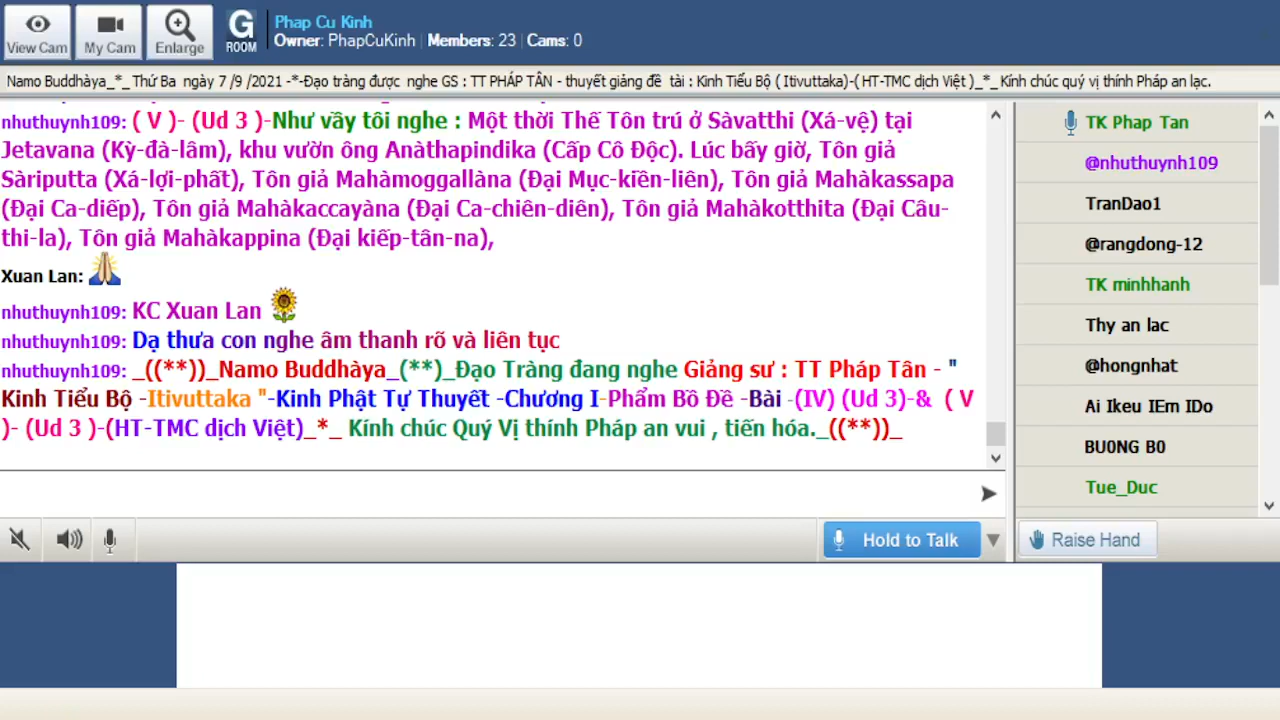 View Cam
My Cam
Enlarge
G
ROOM
Phap Cu Kinh
Owner: PhapCuKinh | Members: 23 | Cams: 0
Namo Buddhàya_*_Thứ Ba ngày 7 /9 /2021 -*-Đạo tràng được nghe GS : TT PHÁP TÂN - thuyết giảng đề tài : Kinh Tiểu Bộ ( Itivuttaka)-( HT-TMC dịch Việt )_*_Kính chúc quý vị thính Pháp an lạc.
nhuthuynh109: ( V )- (Ud 3 )-Như vầy tôi nghe : Một thời Thế Tôn trú ở Sàvatthi (Xá-vệ) tại
Jetavana (Kỳ-đà-lâm), khu vườn ông Anàthapindika (Cấp Cô Độc). Lúc bấy giờ, Tôn giả
Sàriputta (Xá-lợi-phất), Tôn giả Mahàmoggallàna (Đại Mục-kiền-liên), Tôn giả Mahàkassapa
(Đại Ca-diếp), Tôn giả Mahàkaccayàna (Đại Ca-chiên-diên), Tôn giả Mahàkotthita (Đại Câu-
thi-la), Tôn giả Mahàkappina (Đại kiếp-tân-na),
Xuan Lan:
nhuthuynh109: KC Xuan Lan
nhuthuynh109: Dạ thưa con nghe âm thanh rõ và liên tục
nhuthuynh109: _((**))_Namo Buddhàya_(**)_Đạo Tràng đang nghe Giảng sư : TT Pháp Tân - "
Kinh Tiểu Bộ -Itivuttaka "-Kinh Phật Tự Thuyết -Chương I-Phẩm Bồ Đề -Bài -(IV) (Ud 3)-& ( V
)- (Ud 3 )-(HT-TMC dịch Việt)_*_ Kính chúc Quý Vị thính Pháp an vui , tiến hóa._((**))_
Hold to Talk
TK Phap Tan
@nhuthuynh109
TranDao1
@rangdong-12
TK minhhanh
Thy an lac
@hongnhat
Ai Ikeu IEm IDo
BU0NG B0
Tue_Duc
Raise Hand